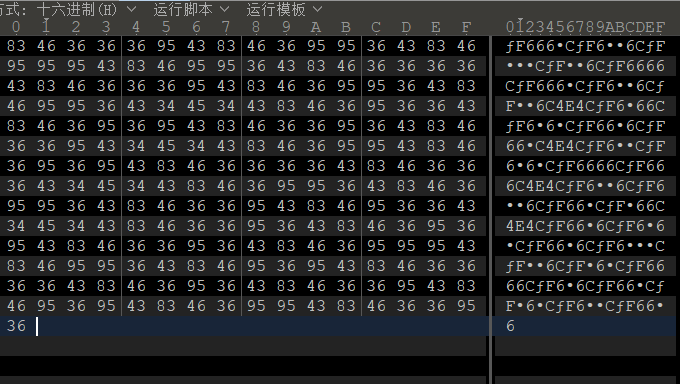 式: 十六进制(H) 运行脚本 运行模板
0 1 2 3 4 5 6 7 8 9 A B C D E F 0123456789ABCDEF
83 46 36 36 36 95 43 83 46 36 95 95 36 43 83 46 ƒF666•CƒF6••6CƒF
95 95 95 43 83 46 95 95 36 43 83 46 36 36 36 36 •••CƒF••6CƒF6666
43 83 46 36 36 36 95 43 83 46 36 95 95 36 43 83 CƒF666•CƒF6••6Cƒ
46 95 95 36 43 34 45 34 43 83 46 36 95 36 36 43 F••6C4E4CƒF6•66C
83 46 36 95 36 95 43 83 46 36 36 95 36 43 83 46 ƒF6•6•CƒF66•6CƒF
36 36 95 43 34 45 34 43 83 46 36 95 95 43 83 46 66•C4E4CƒF6••CƒF
36 95 36 95 43 83 46 36 36 36 36 43 83 46 36 36 6•6•CƒF6666CƒF66
36 43 34 45 34 43 83 46 36 95 95 36 43 83 46 36 6C4E4CƒF6••6CƒF6
95 95 36 43 83 46 36 36 95 43 83 46 95 36 36 43 ••6CƒF66•CƒF•66C
34 45 34 43 83 46 36 36 95 36 43 83 46 36 95 36 4E4CƒF66•6CƒF6•6
95 43 83 46 36 36 95 36 43 83 46 36 95 95 95 43 •CƒF66•6CƒF6•••C
83 46 95 95 36 43 83 46 36 95 43 83 46 36 36 36 ƒF••6CƒF6•CƒF666
36 36 43 83 46 36 95 36 43 83 46 36 36 95 43 83 66CƒF6•6CƒF66•Cƒ
46 95 36 95 43 83 46 36 95 95 43 83 46 36 36 95 F•6•CƒF6••CƒF66•
36 6